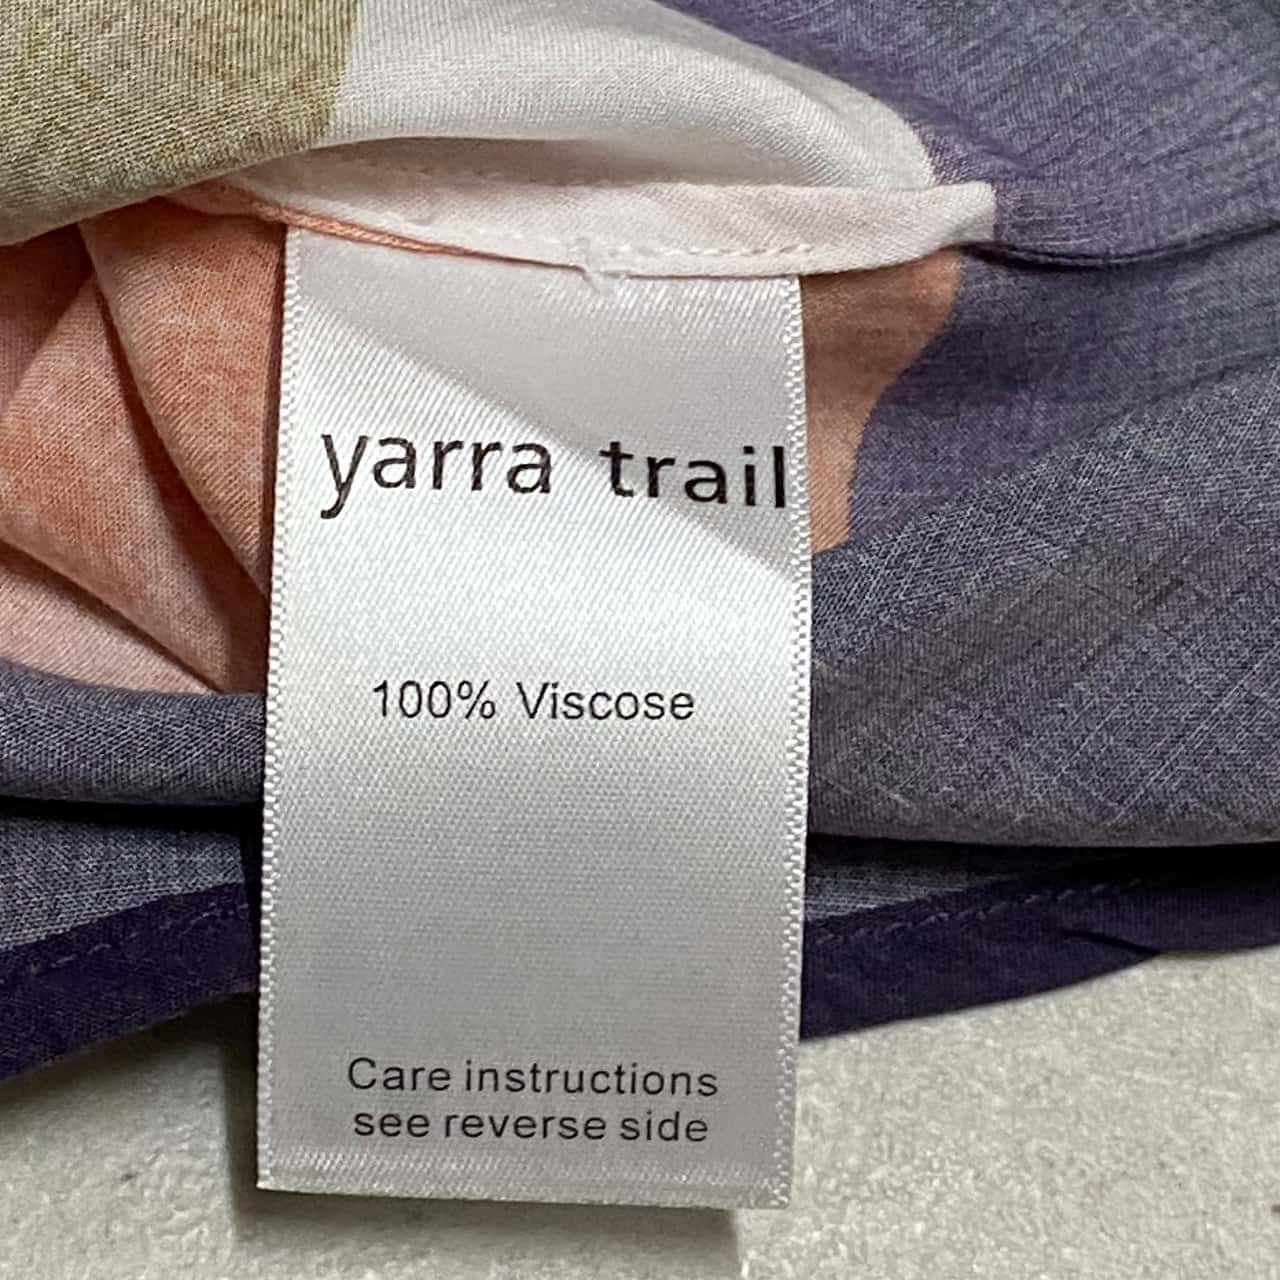 yarra trail
100% Viscose
Care instructions
see reverse side